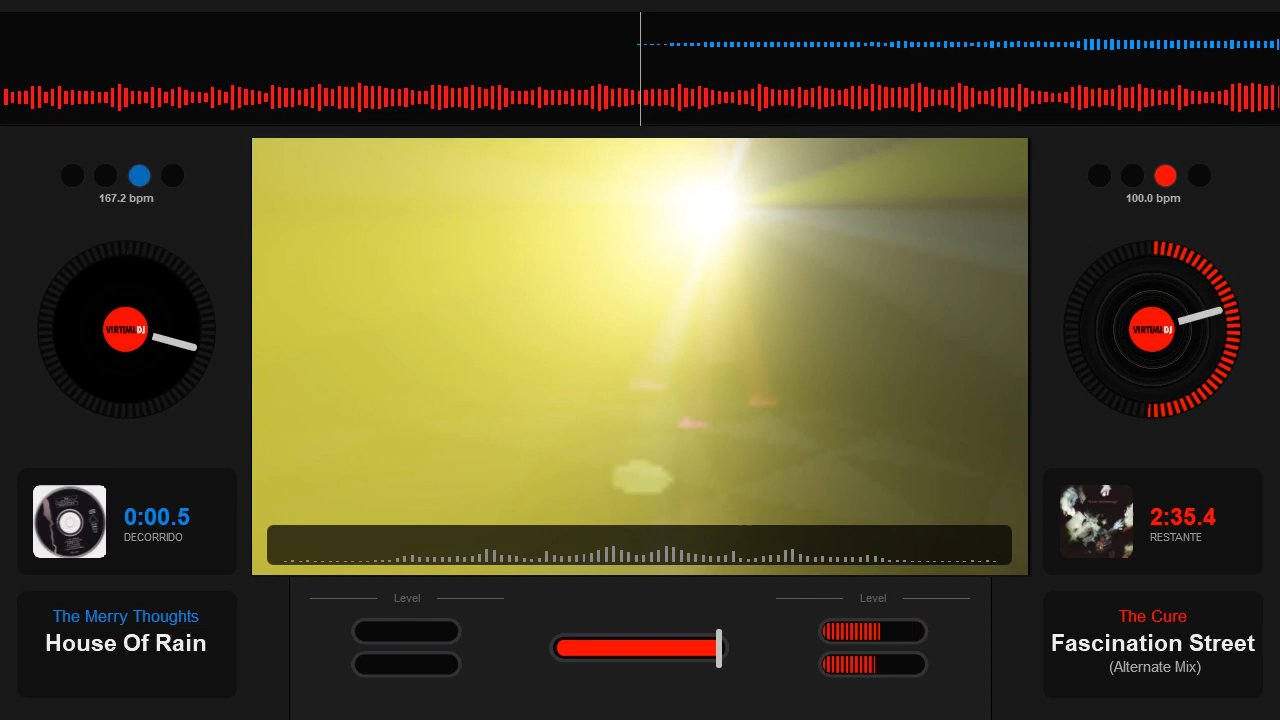 167.2 bpm
100.0 bpm
VIRTUALDJ
VIRTUALDJ
0:00.5
DECORRIDO
2:35.4
RESTANTE
Level
Level
The Merry Thoughts
House Of Rain
The Cure
Fascination Street
(Alternate Mix)